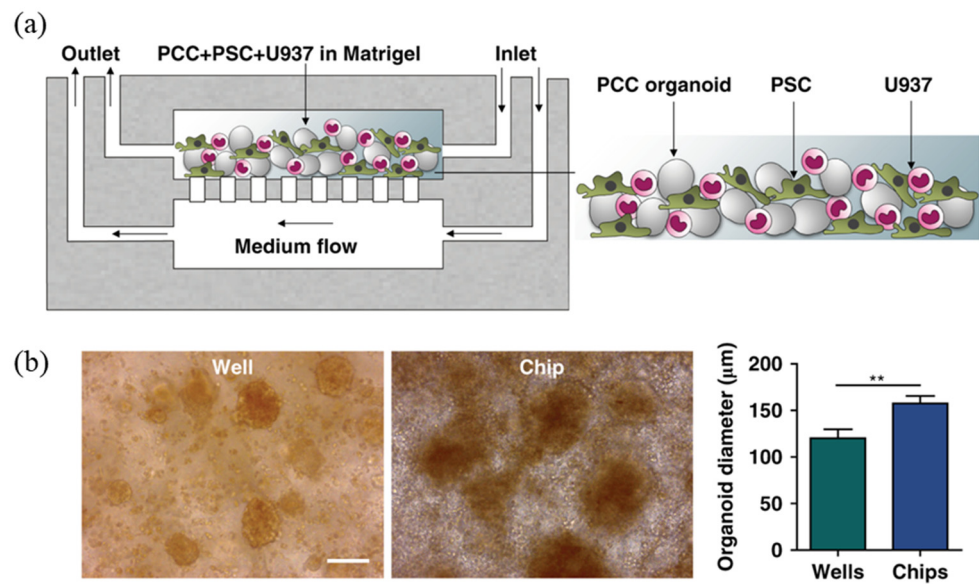 (a)
Outlet
PCC+PSC+U937 in Matrigel
Inlet
PCC organoid
PSC
U937
Medium flow
(b)
Well
Chip
Organoid diameter (μm)
200
150
100
50
0
**
Wells
Chips